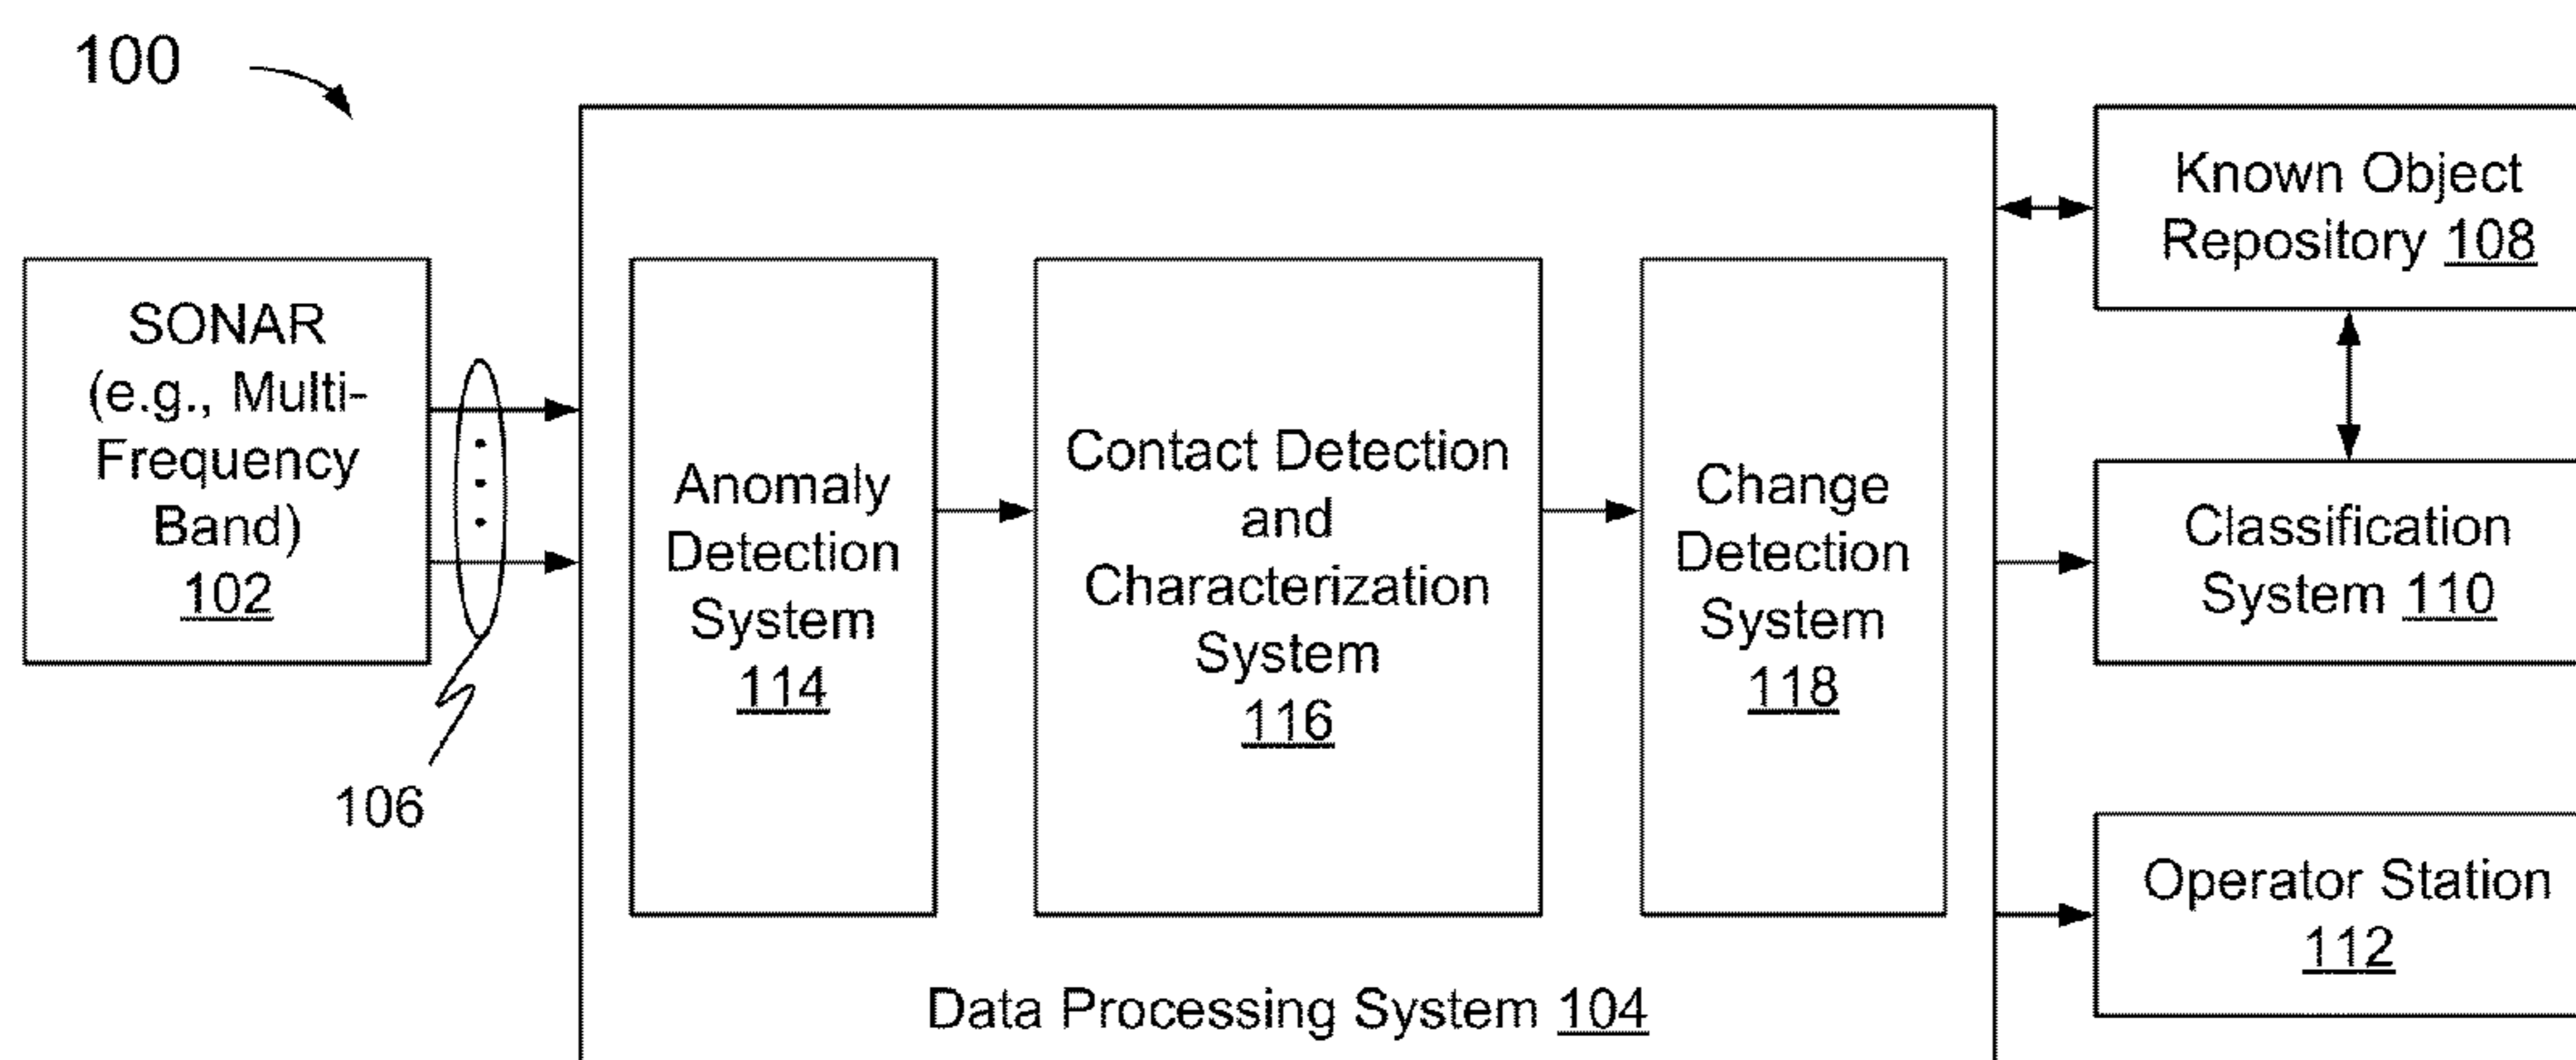 100
SONAR
(e.g., Multi-
Frequency
Band)
102
106
Anomaly
Detection
System
114
Contact Detection
and
Characterization
System
116
Change
Detection
System
118
Data Processing System 104
Known Object
Repository 108
Classification
System 110
Operator Station
112